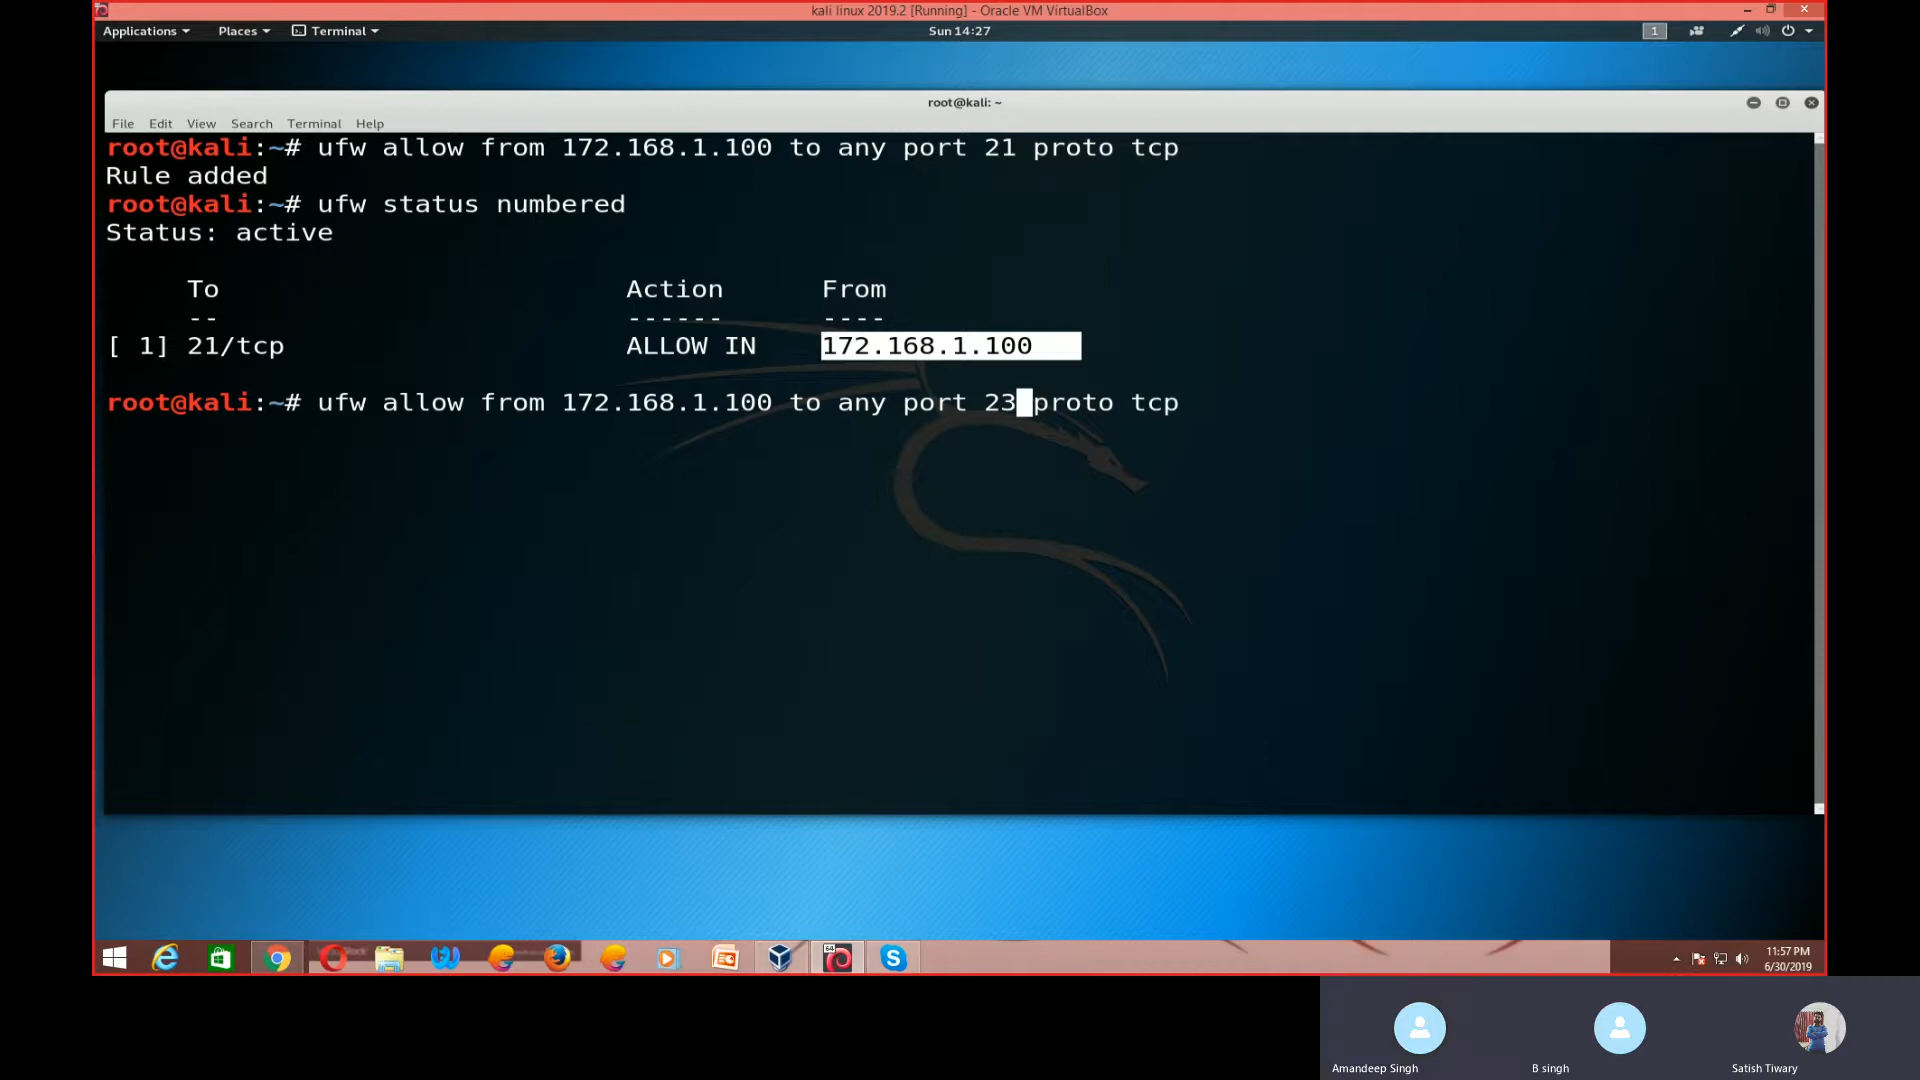 kali linux 2019.2 [Running] - Oracle VM VirtualBox
Applications Places Terminal Sun 14:27 1
root@kali: ~
File Edit View Search Terminal Help
root@kali:~# ufw allow from 172.168.1.100 to any port 21 proto tcp
Rule added
root@kali:~# ufw status numbered
Status: active
To Action From
-- ------ ----
[ 1] 21/tcp ALLOW IN 172.168.1.100
root@kali:~# ufw allow from 172.168.1.100 to any port 23 proto tcp
64
11:57 PM
6/30/2019
Amandeep Singh B singh Satish Tiwary